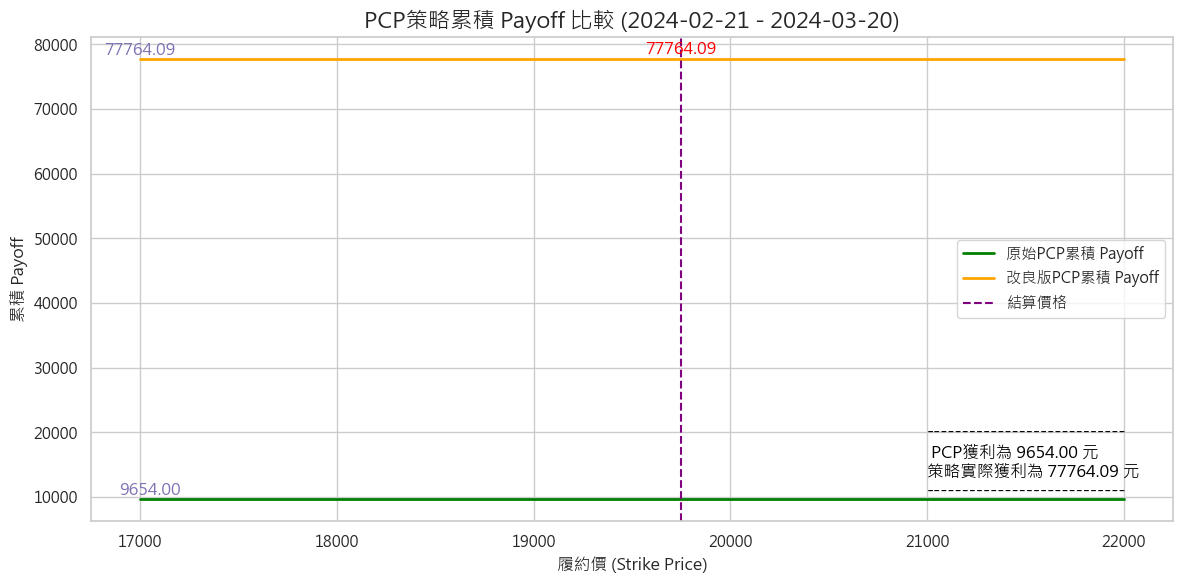 PCP策略累積 Payoff 比較 (2024-02-21 - 2024-03-20)
累積 Payoff
80000
70000
60000
50000
40000
30000
20000
10000
77764.09
77764.09
9654.00
原始PCP累積 Payoff
改良版PCP累積 Payoff
結算價格
PCP獲利為 9654.00 元
策略實際獲利為 77764.09 元
17000
18000
19000
20000
21000
22000
履約價 (Strike Price)